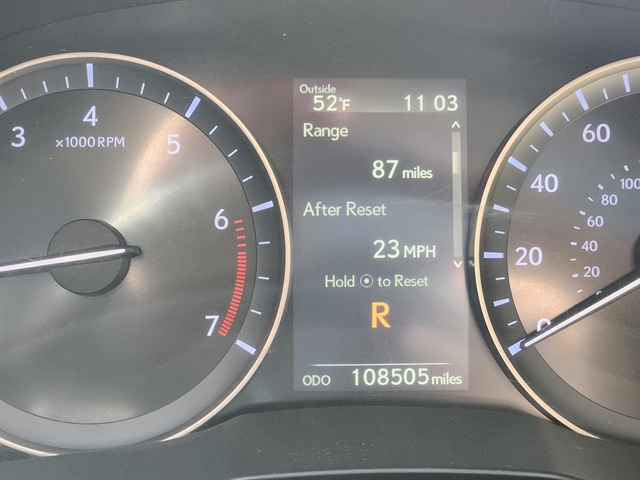 3
4
5
6
7
×1000 RPM
Outside
52°F 11 03
Range
87 miles
After Reset
23 MPH
Hold ⊙ to Reset
R
ODO 108505 miles
60
40
20
0
100
80
60
40
20